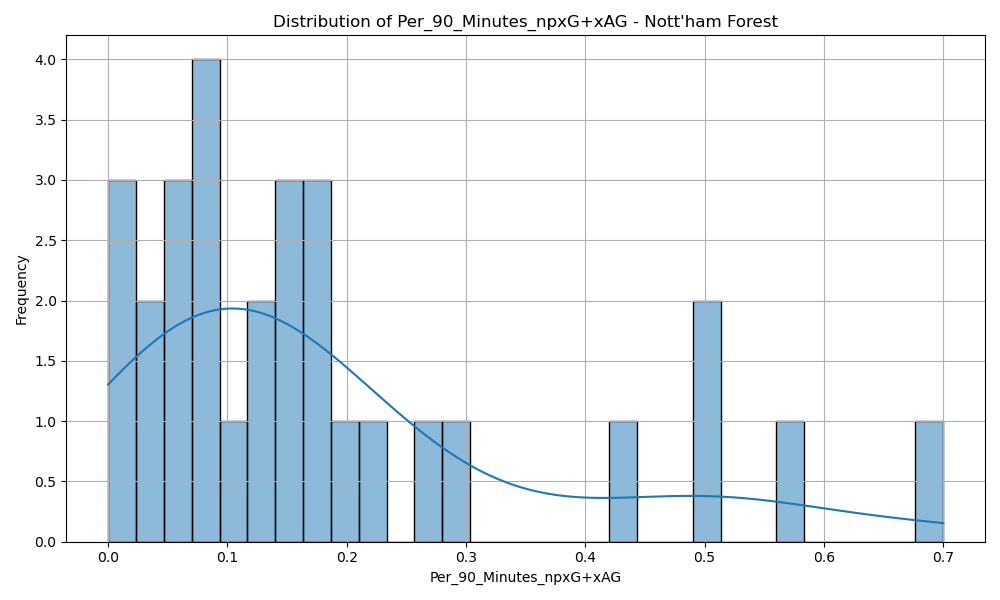 Distribution of Per_90_Minutes_npxG+xAG - Nott'ham Forest
Frequency
4.0
3.5
3.0
2.5
2.0
1.5
1.0
0.5
0.0
0.0 0.1 0.2 0.3 0.4 0.5 0.6 0.7
Per_90_Minutes_npxG+xAG